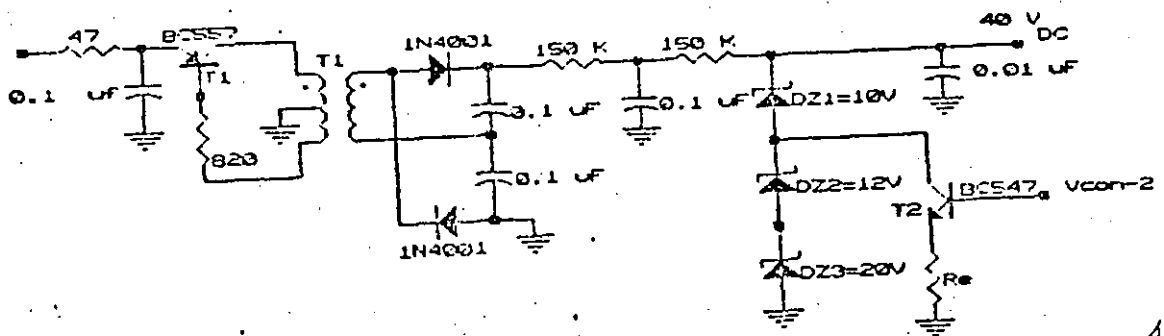 40 V
DC
47
BC557
T1
T1
1N4001
150 K
150 K
0.1 uf
0.1 uF
0.1 uF
DZ1=10V
0.01 uF
820
0.1 uF
1N4001
DZ2=12V
T2
BC547
Vcon-2
DZ3=20V
Re